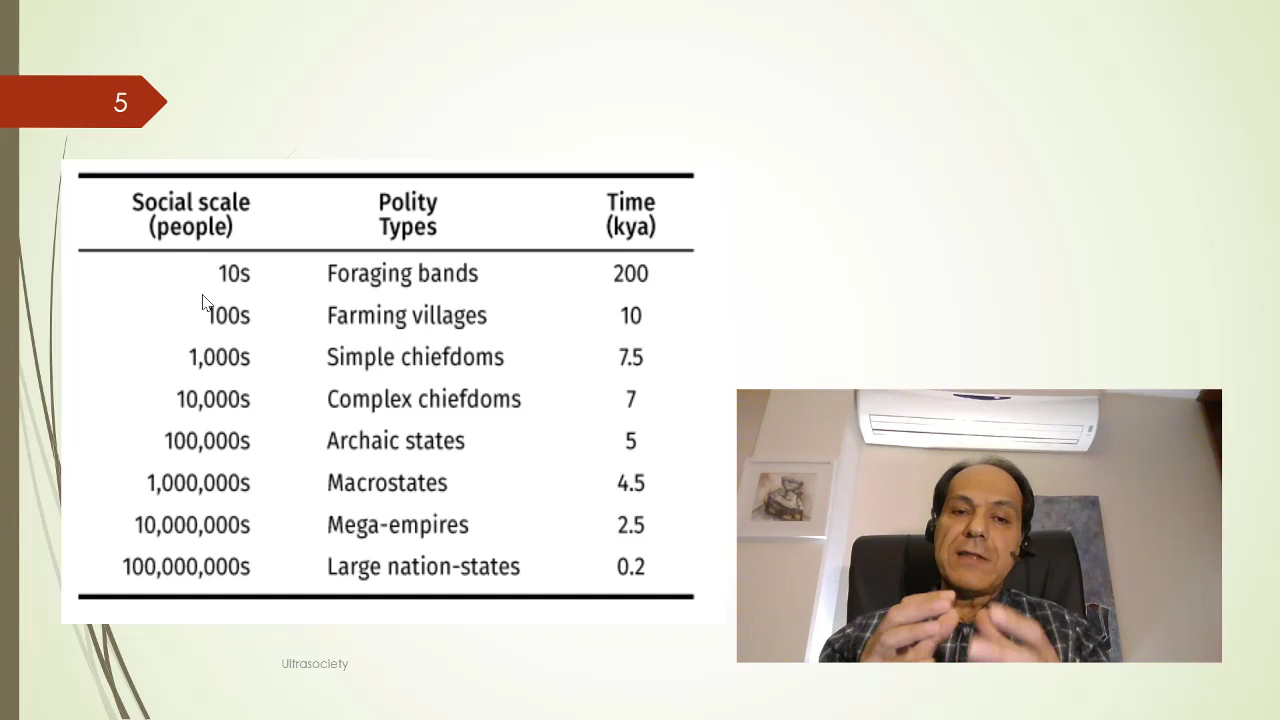 5
Social scale (people) Polity Types Time (kya)
10s Foraging bands 200
100s Farming villages 10
1,000s Simple chiefdoms 7.5
10,000s Complex chiefdoms 7
100,000s Archaic states 5
1,000,000s Macrostates 4.5
10,000,000s Mega-empires 2.5
100,000,000s Large nation-states 0.2
Ultrasociety